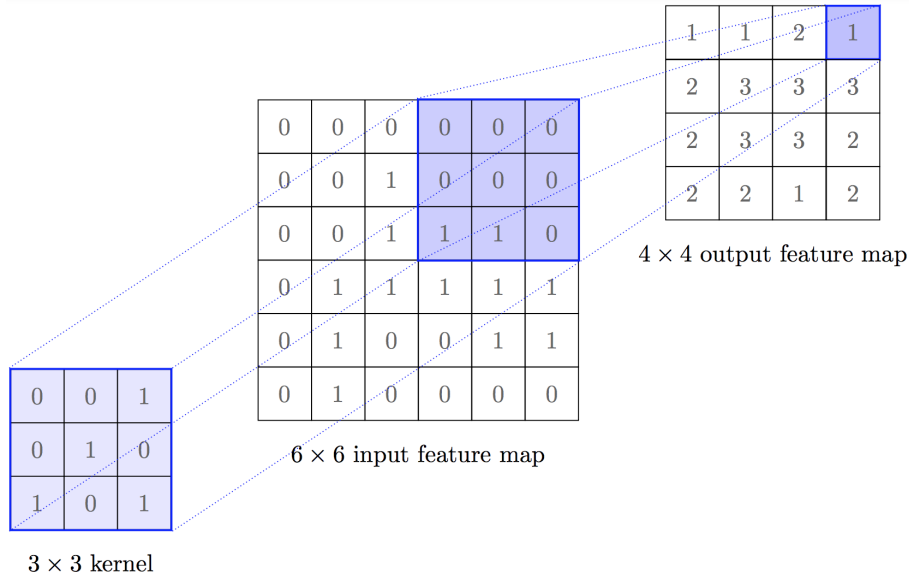 1 1 2 1
2 3 3 3
2 3 3 2
2 2 1 2
4 × 4 output feature map
0 0 0 0 0 0
0 0 1 0 0 0
0 0 1 1 1 0
0 1 1 1 1 1
0 1 0 0 1 1
0 1 0 0 0 0
6 × 6 input feature map
0 0 1
0 1 0
1 0 1
3 × 3 kernel